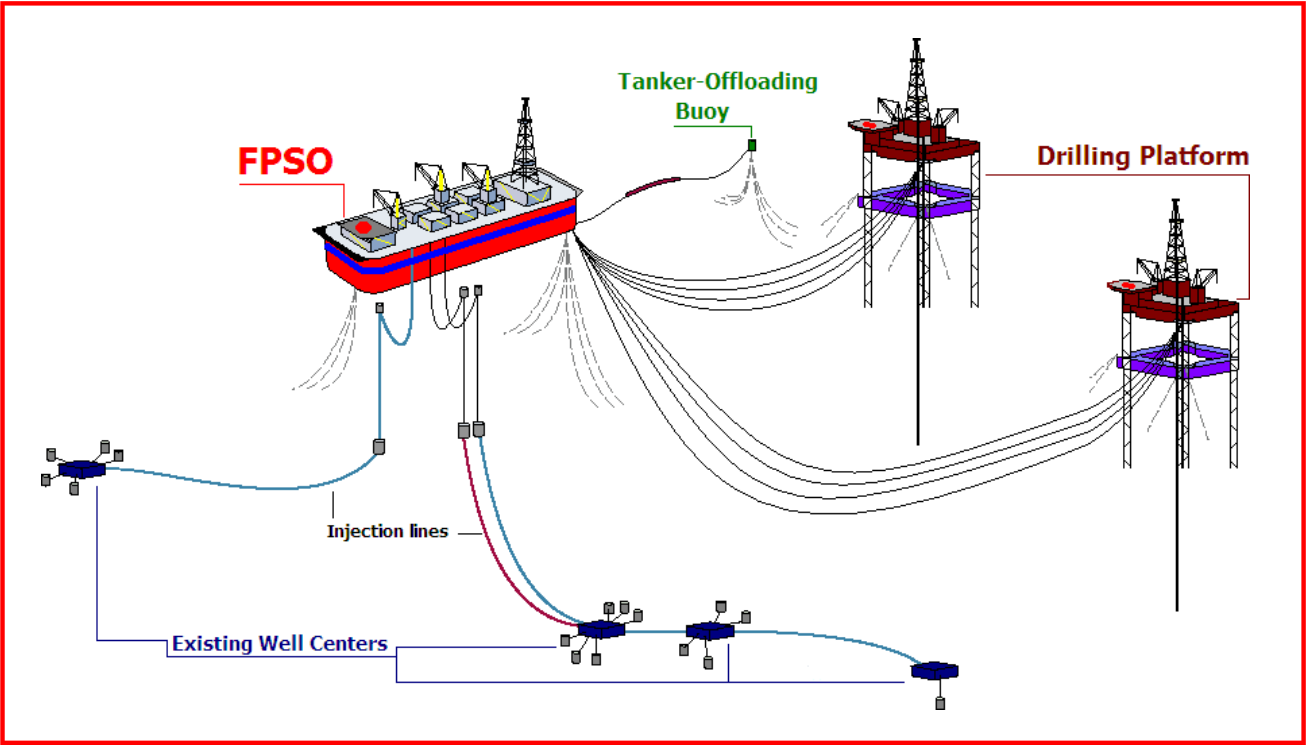 Tanker-Offloading
Buoy
FPSO
Drilling Platform
Injection lines
Existing Well Centers